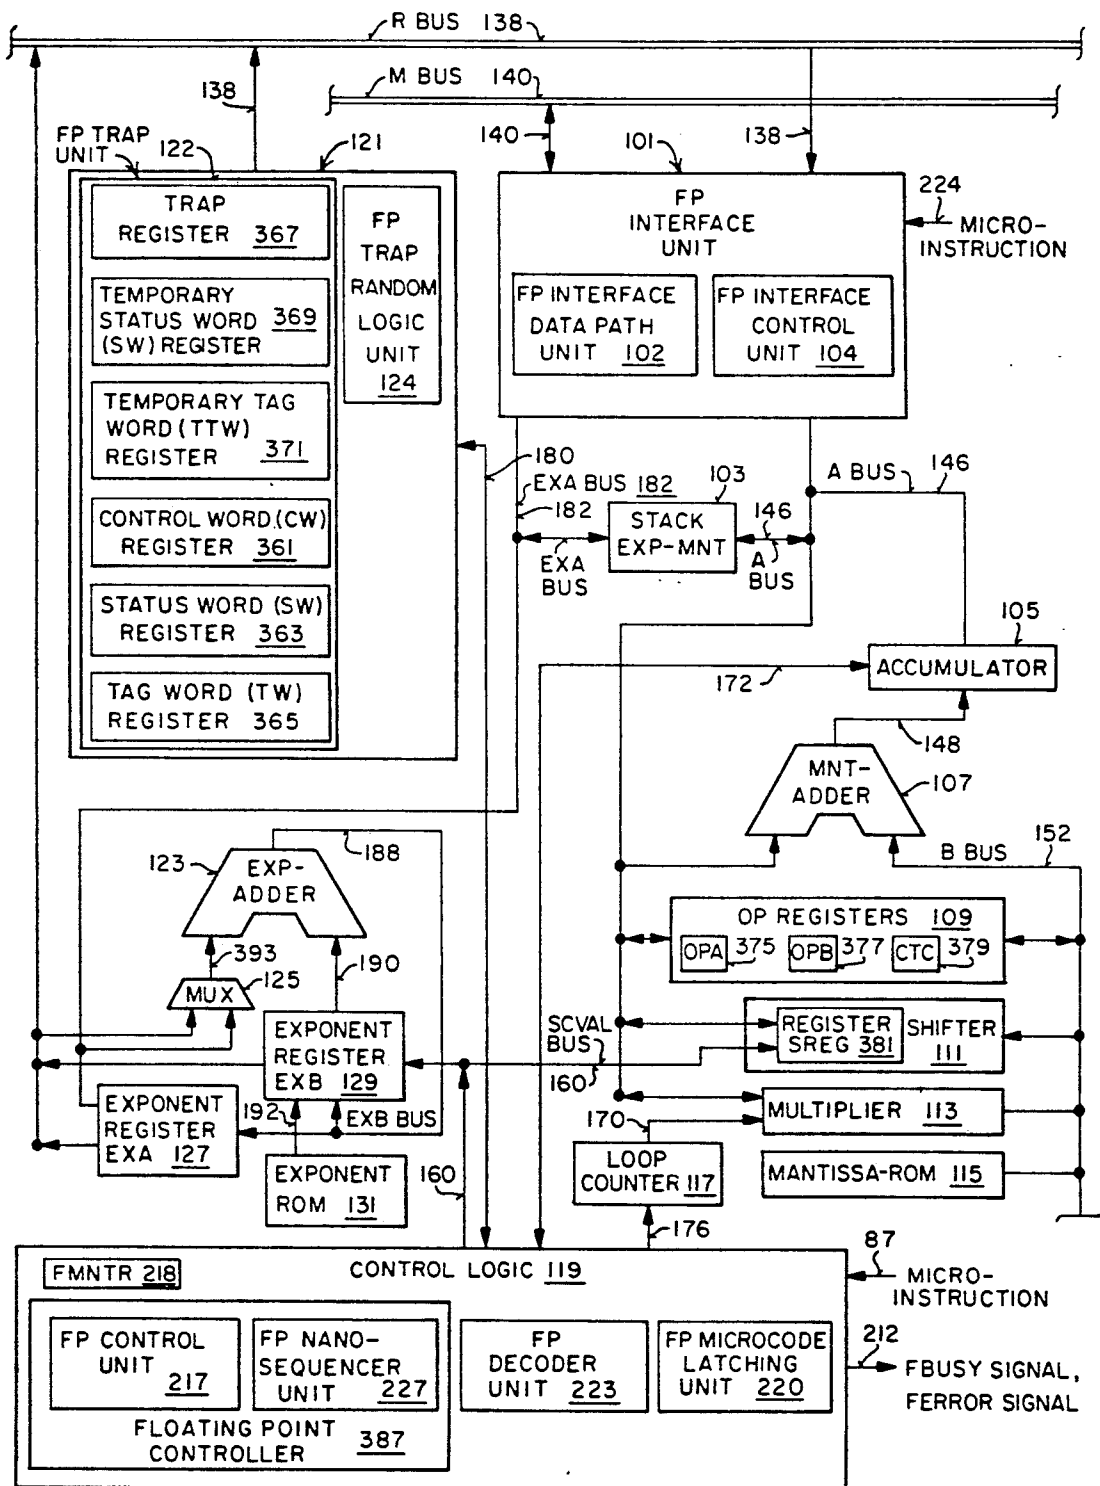 R BUS 138
M BUS 140
138
140
138
FP TRAP
UNIT
122
121
101
TRAP
REGISTER 367
FP
TRAP
RANDOM
LOGIC
UNIT
124
TEMPORARY
STATUS WORD 369
(SW) REGISTER
TEMPORARY TAG
WORD (TTW)
REGISTER 371
CONTROL WORD (CW)
REGISTER 361
STATUS WORD (SW)
REGISTER 363
TAG WORD (TW)
REGISTER 365
FP
INTERFACE
UNIT
224
MICRO-
INSTRUCTION
FP INTERFACE
DATA PATH
UNIT 102
FP INTERFACE
CONTROL
UNIT 104
180
EXA BUS 182
182
103
STACK
EXP-MNT
EXA
BUS
146
A
BUS
A BUS
146
105
ACCUMULATOR
172
148
MNT-
ADDER
107
B BUS
152
188
123
EXP-
ADDER
393
190
MUX
125
OP REGISTERS 109
OPA
375
OPB
377
CTC
379
EXPONENT
REGISTER
EXB 129
SCVAL
BUS
160
REGISTER
SREG 381
SHIFTER
111
EXPONENT
REGISTER
EXA 127
192
EXB BUS
170
MULTIPLIER 113
EXPONENT
ROM 131
160
LOOP
COUNTER 117
MANTISSA-ROM 115
176
FMNTR 218
CONTROL LOGIC 119
87
MICRO-
INSTRUCTION
FP CONTROL
UNIT
217
FP NANO-
SEQUENCER
UNIT
227
FP
DECODER
UNIT 223
FP MICROCODE
LATCHING
UNIT 220
212
FBUSY SIGNAL,
FERROR SIGNAL
FLOATING POINT
CONTROLLER 387